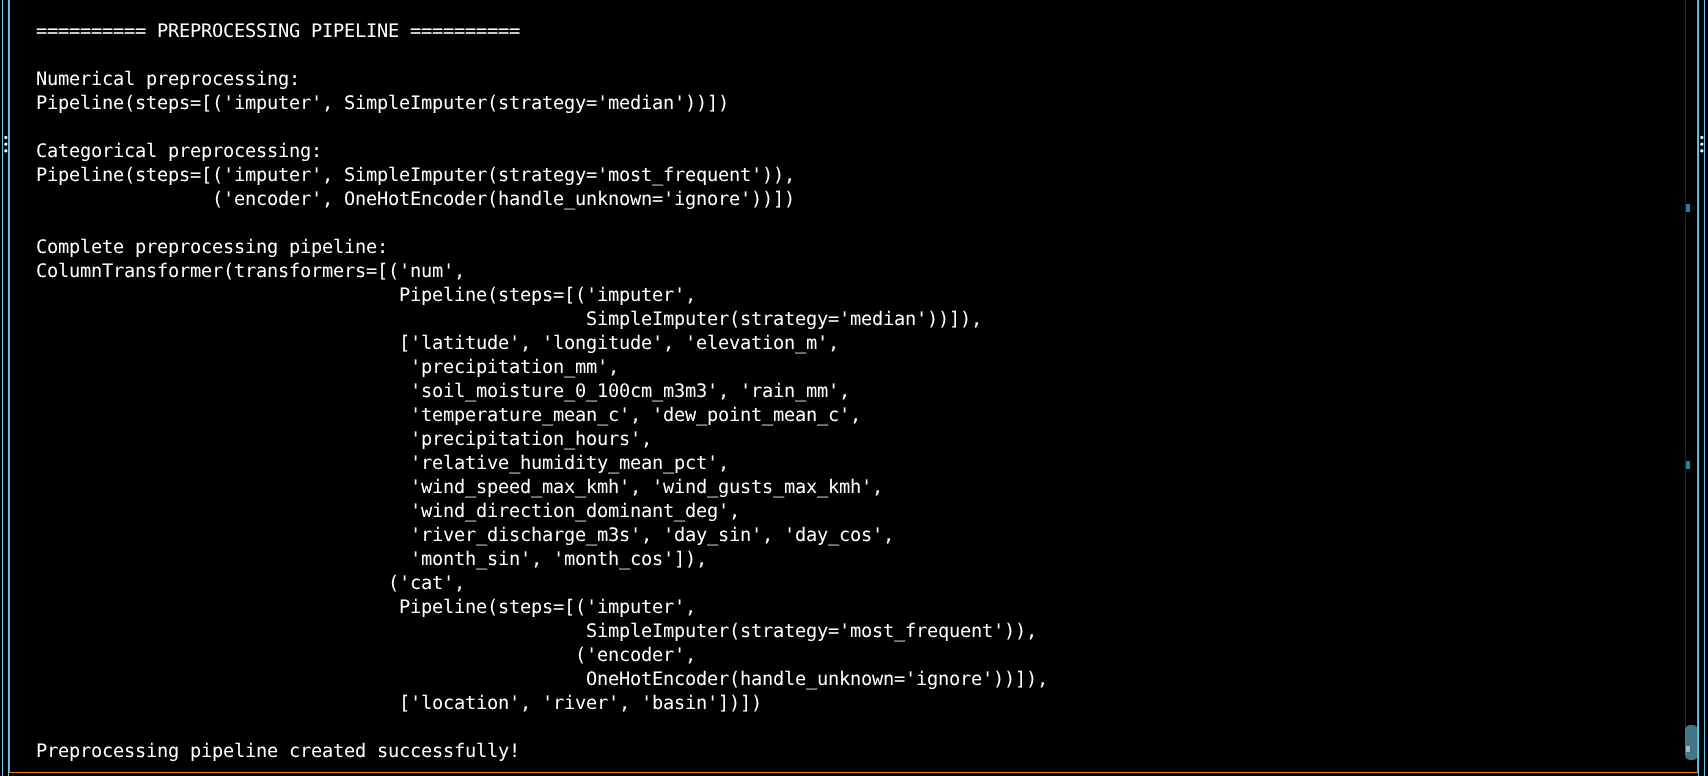 ========== PREPROCESSING PIPELINE ==========
Numerical preprocessing:
Pipeline(steps=[('imputer', SimpleImputer(strategy='median'))])
Categorical preprocessing:
Pipeline(steps=[('imputer', SimpleImputer(strategy='most_frequent')),
                ('encoder', OneHotEncoder(handle_unknown='ignore'))])
Complete preprocessing pipeline:
ColumnTransformer(transformers=[('num',
                                 Pipeline(steps=[('imputer',
                                                  SimpleImputer(strategy='median'))]),
                                 ['latitude', 'longitude', 'elevation_m',
                                  'precipitation_mm',
                                  'soil_moisture_0_100cm_m3m3', 'rain_mm',
                                  'temperature_mean_c', 'dew_point_mean_c',
                                  'precipitation_hours',
                                  'relative_humidity_mean_pct',
                                  'wind_speed_max_kmh', 'wind_gusts_max_kmh',
                                  'wind_direction_dominant_deg',
                                  'river_discharge_m3s', 'day_sin', 'day_cos',
                                  'month_sin', 'month_cos']),
                                ('cat',
                                 Pipeline(steps=[('imputer',
                                                  SimpleImputer(strategy='most_frequent')),
                                                 ('encoder',
                                                  OneHotEncoder(handle_unknown='ignore'))]),
                                 ['location', 'river', 'basin'])])
Preprocessing pipeline created successfully!